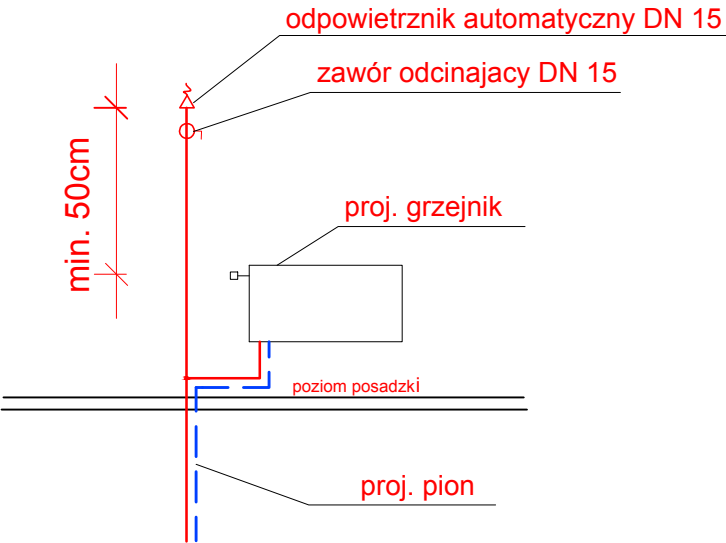 odpowietrznik automatyczny DN 15
zawór odcinajacy DN 15
min. 50cm
proj. grzejnik
poziom posadzki
proj. pion